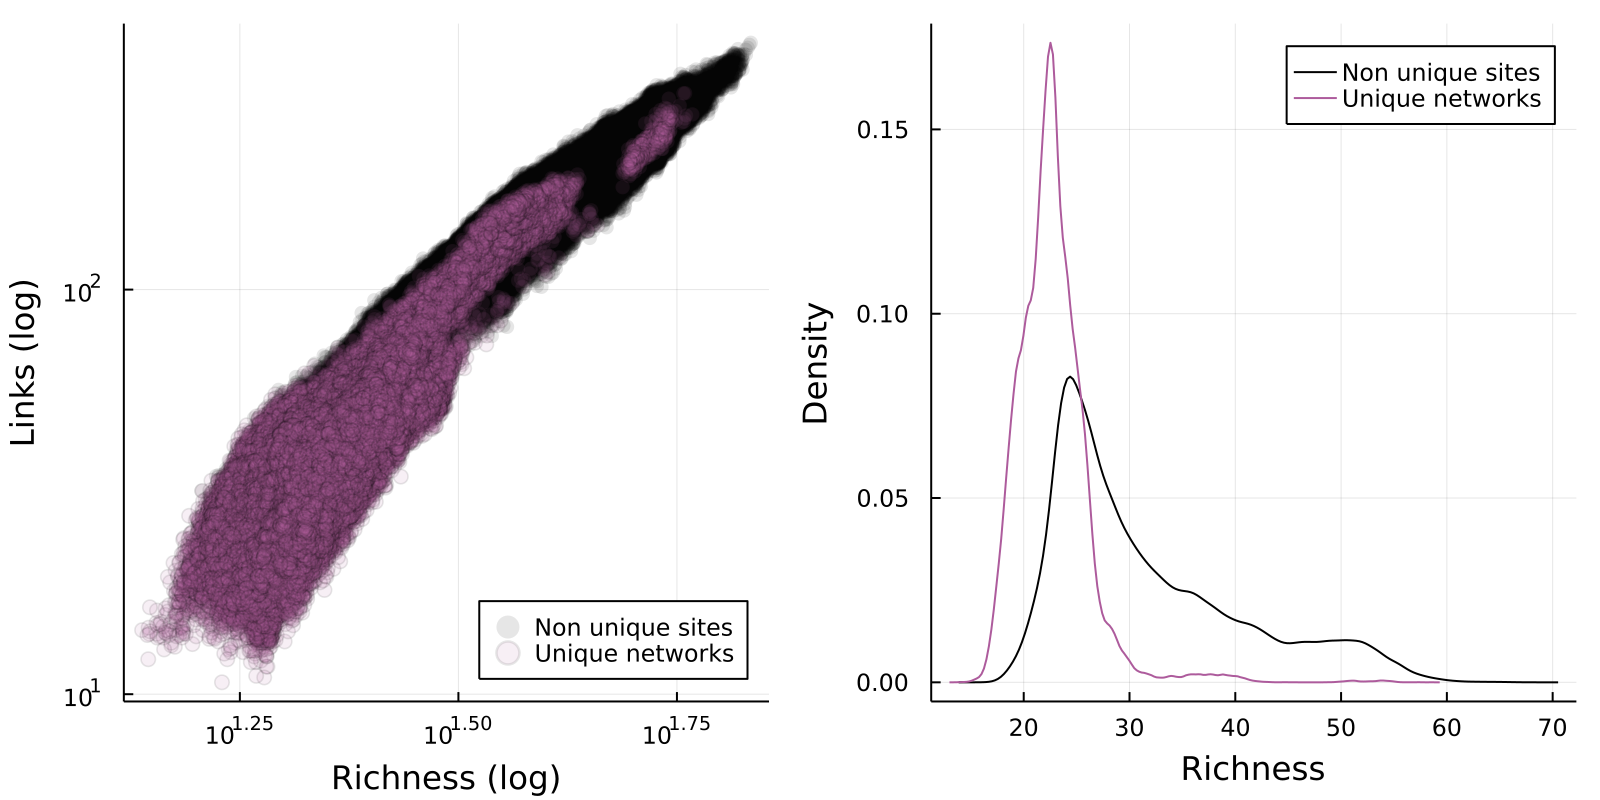 Links (log)
10^2
10^1
10^1.25
10^1.50
10^1.75
Richness (log)
Non unique sites
Unique networks
Density
0.15
0.10
0.05
0.00
20
30
40
50
60
70
Richness
Non unique sites
Unique networks